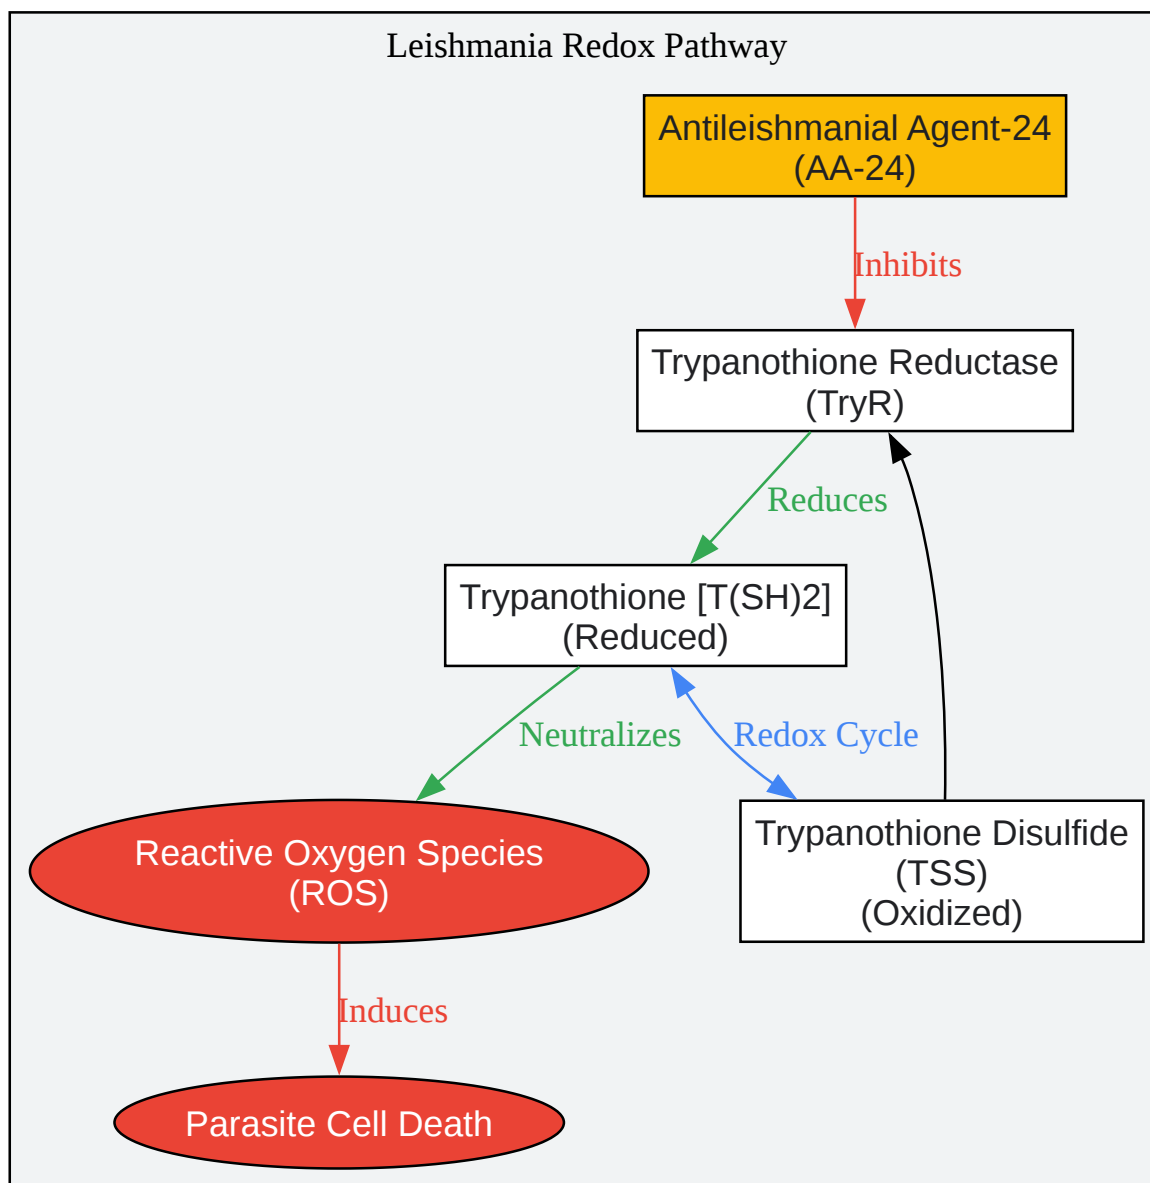 Leishmania Redox Pathway
Antileishmanial Agent-24
(AA-24)
Inhibits
Trypanothione Reductase
(TryR)
Reduces
Trypanothione [T(SH)2]
(Reduced)
Neutralizes
Redox Cycle
Reactive Oxygen Species
(ROS)
Trypanothione Disulfide
(TSS)
(Oxidized)
Induces
Parasite Cell Death